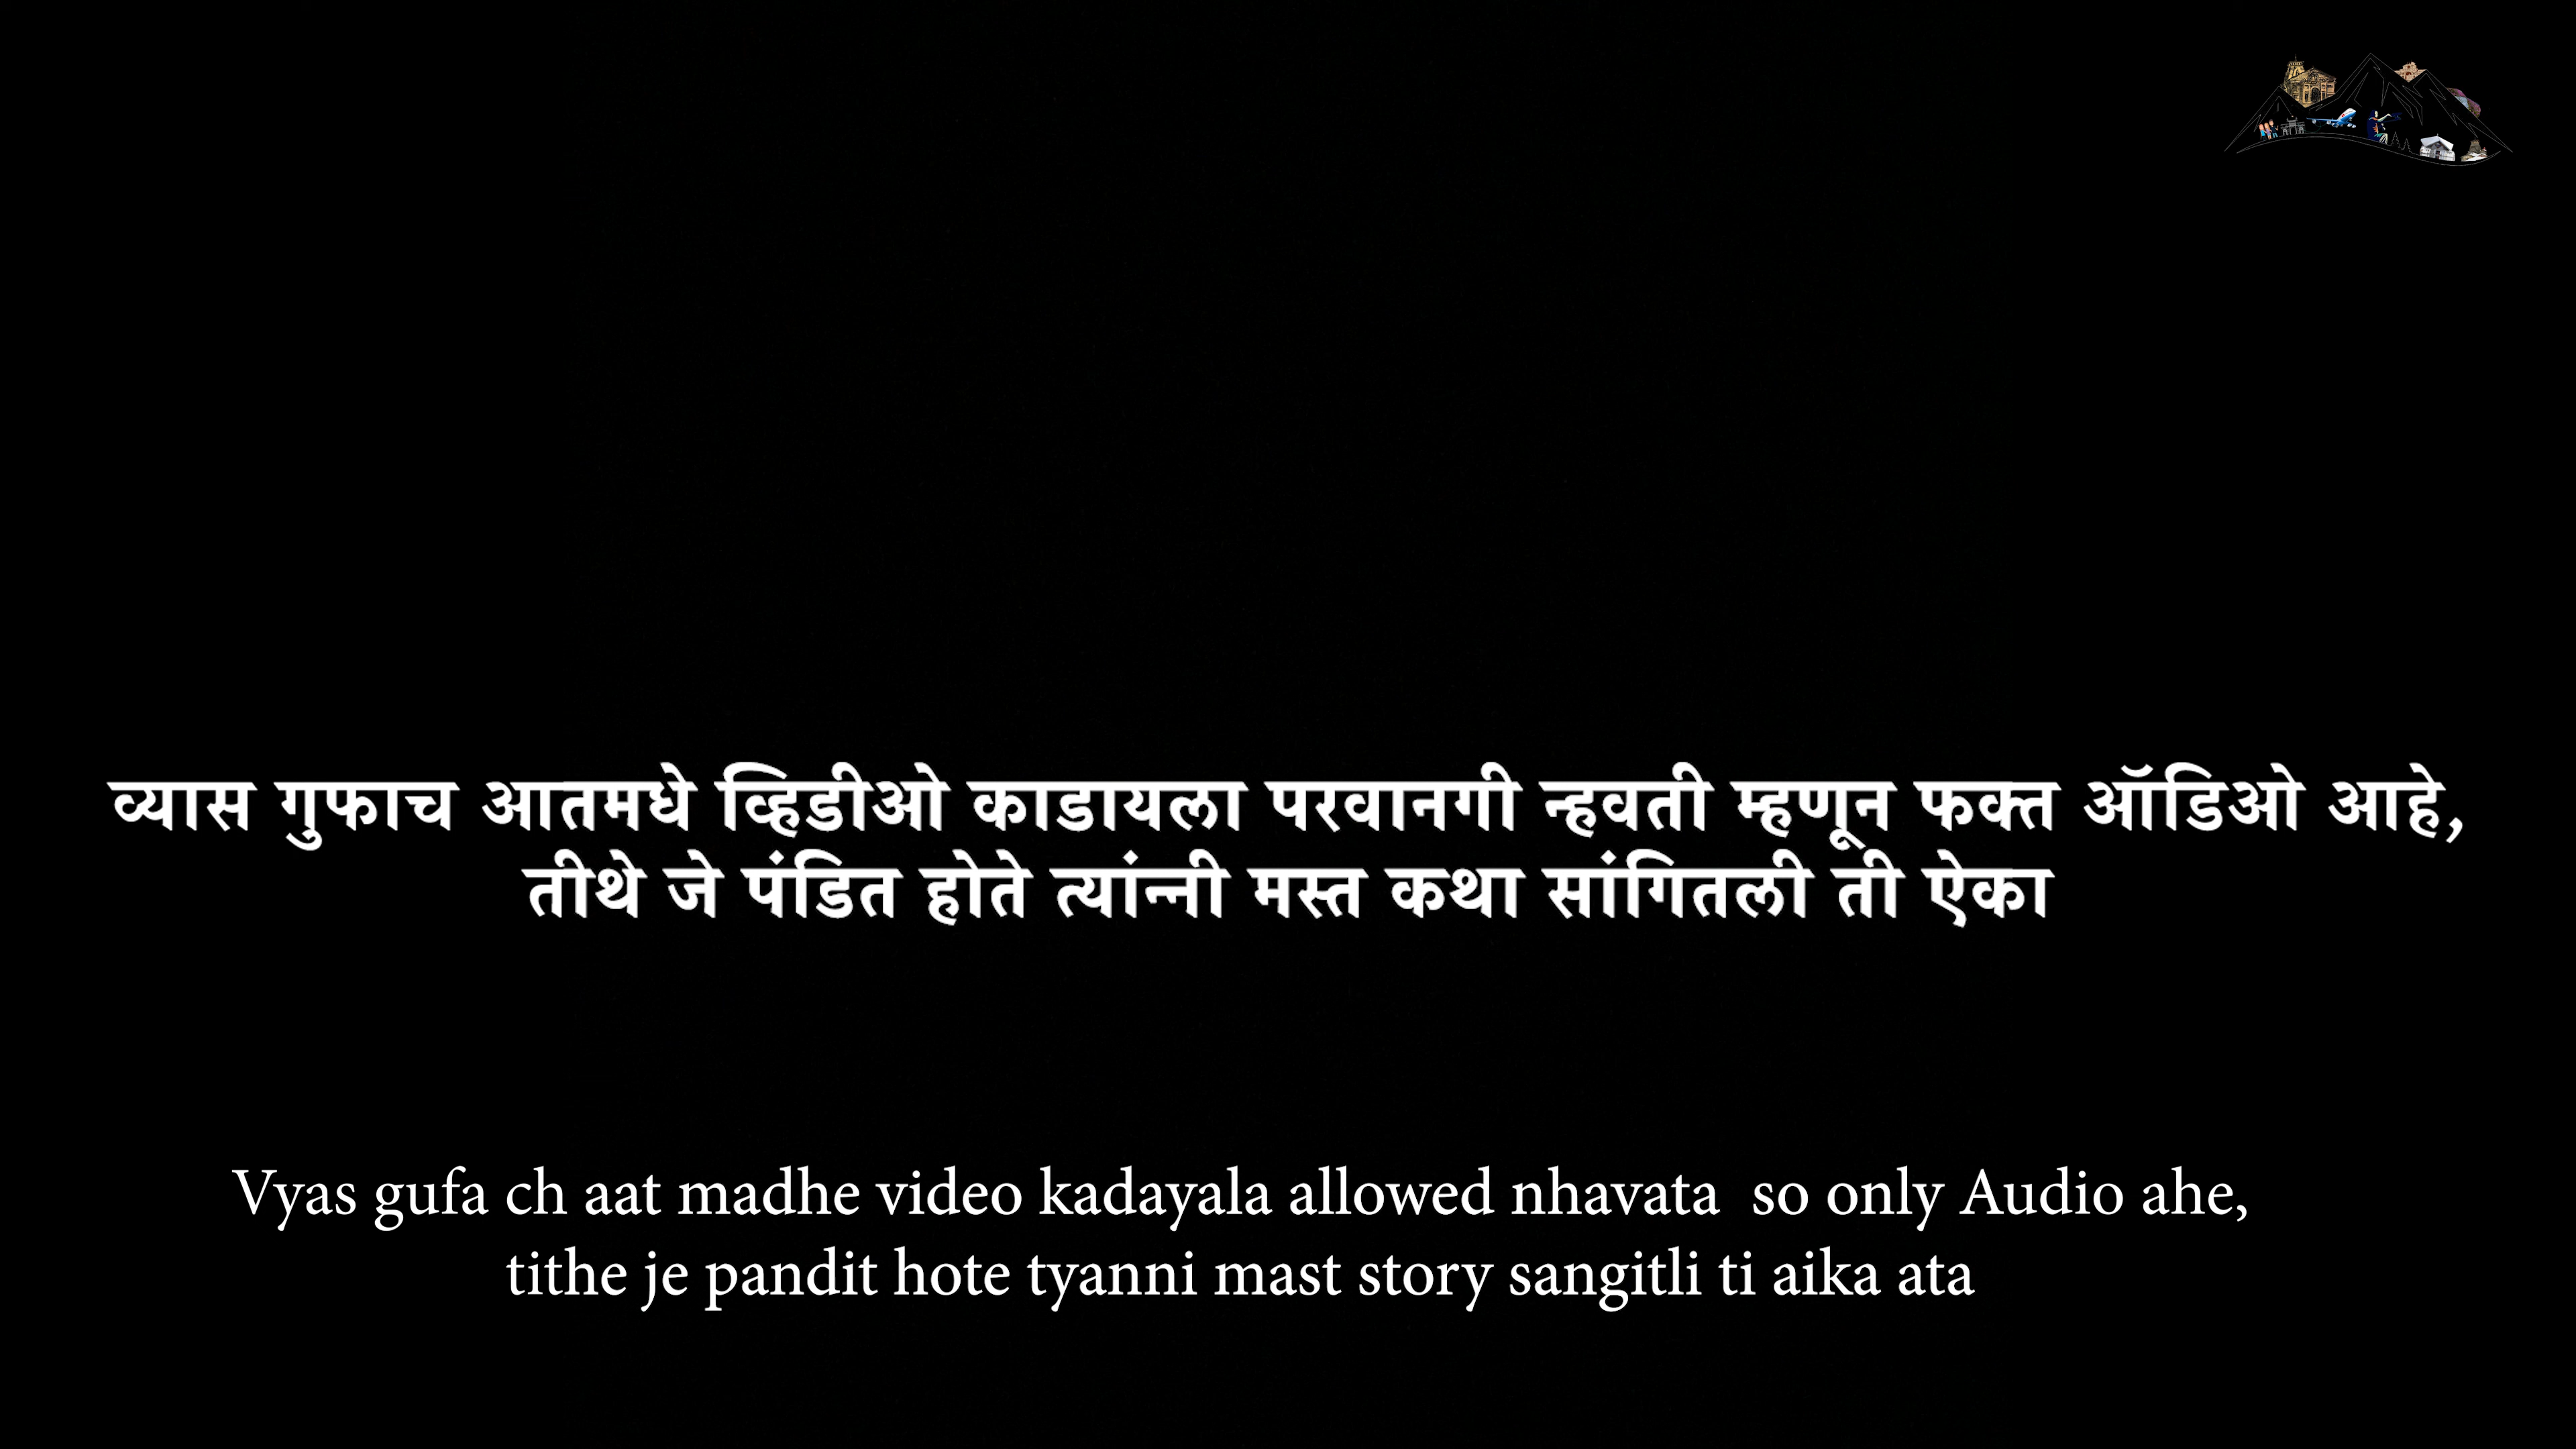 व्यास गुफाच आतमधे व्हिडीओ काडायला परवानगी न्हवती म्हणून फक्त ऑडिओ आहे,
तीथे जे पंडित होते त्यांन्नी मस्त कथा सांगितली ती ऐका
Vyas gufa ch aat madhe video kadayala allowed nhavata  so only Audio ahe,
tithe je pandit hote tyanni mast story sangitli ti aika ata